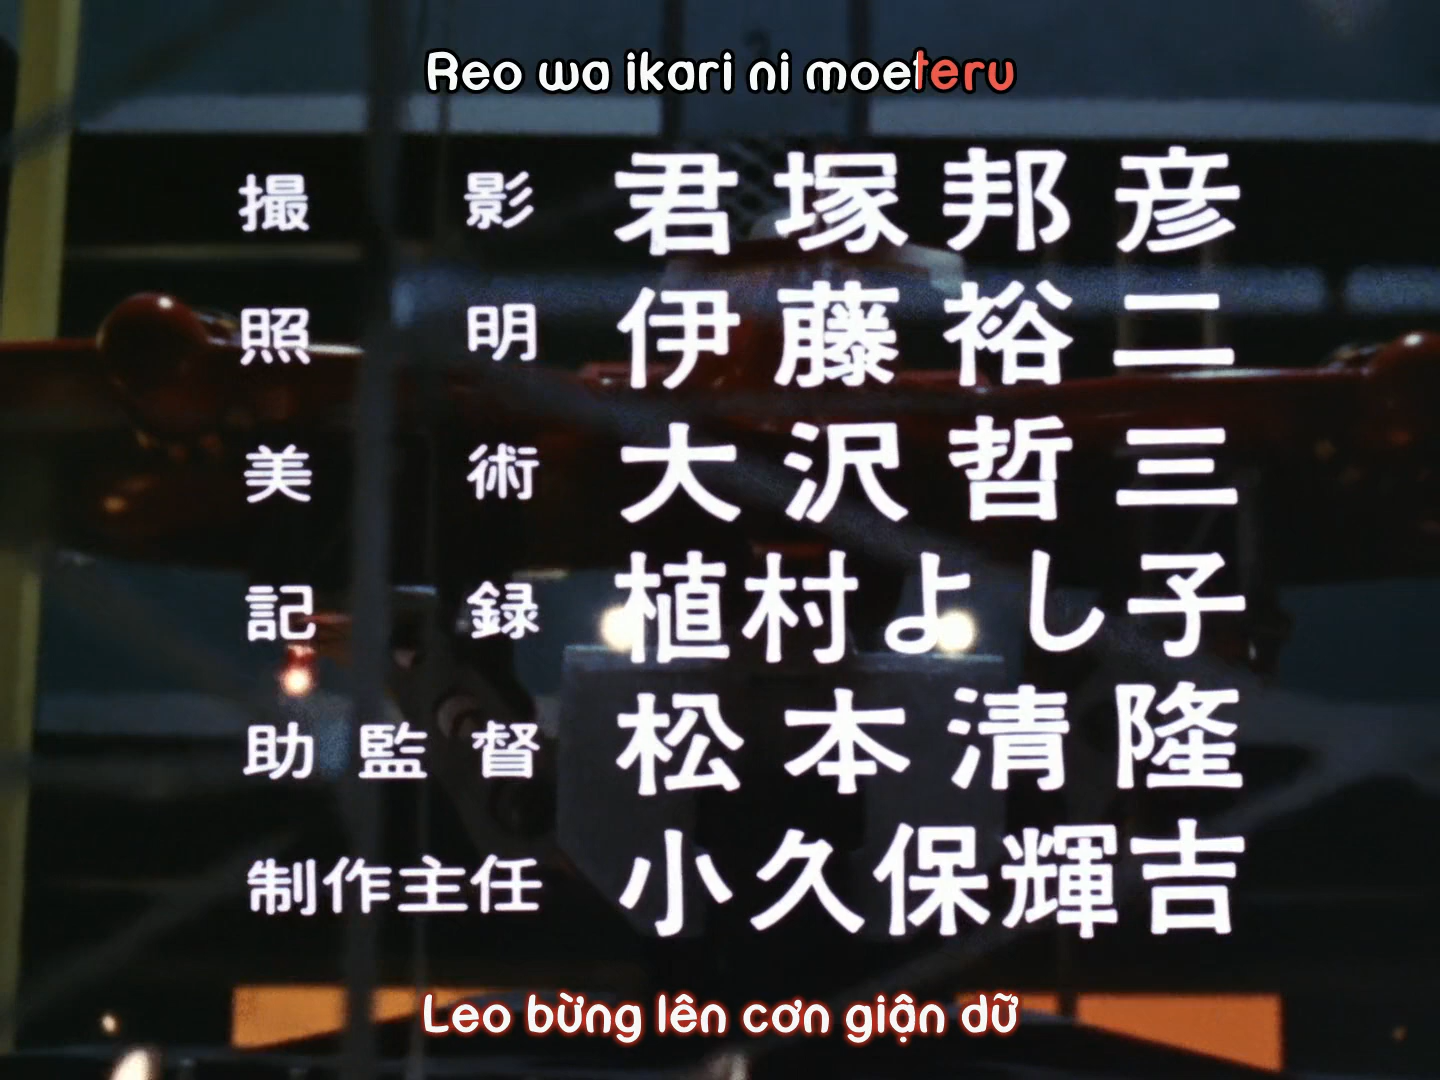 Reo wa ikari ni moeteru
撮影 君塚邦彦
照明 伊藤裕二
美術 大沢哲三
記録 植村よし子
助監督 松本清隆
制作主任 小久保輝吉
Leo bừng lên cơn giận dữ